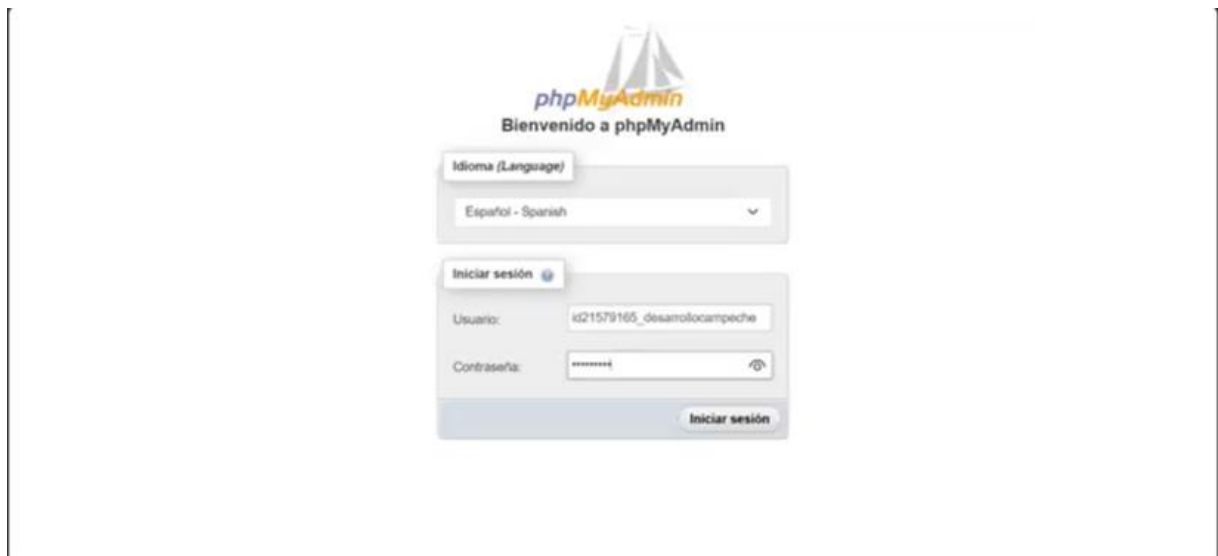 phpMyAdmin
Bienvenido a phpMyAdmin
Idioma (Language)
Español - Spanish
Iniciar sesión
Usuario: id21579165_desarrollocampeche
Contraseña: •••••••••
Iniciar sesión